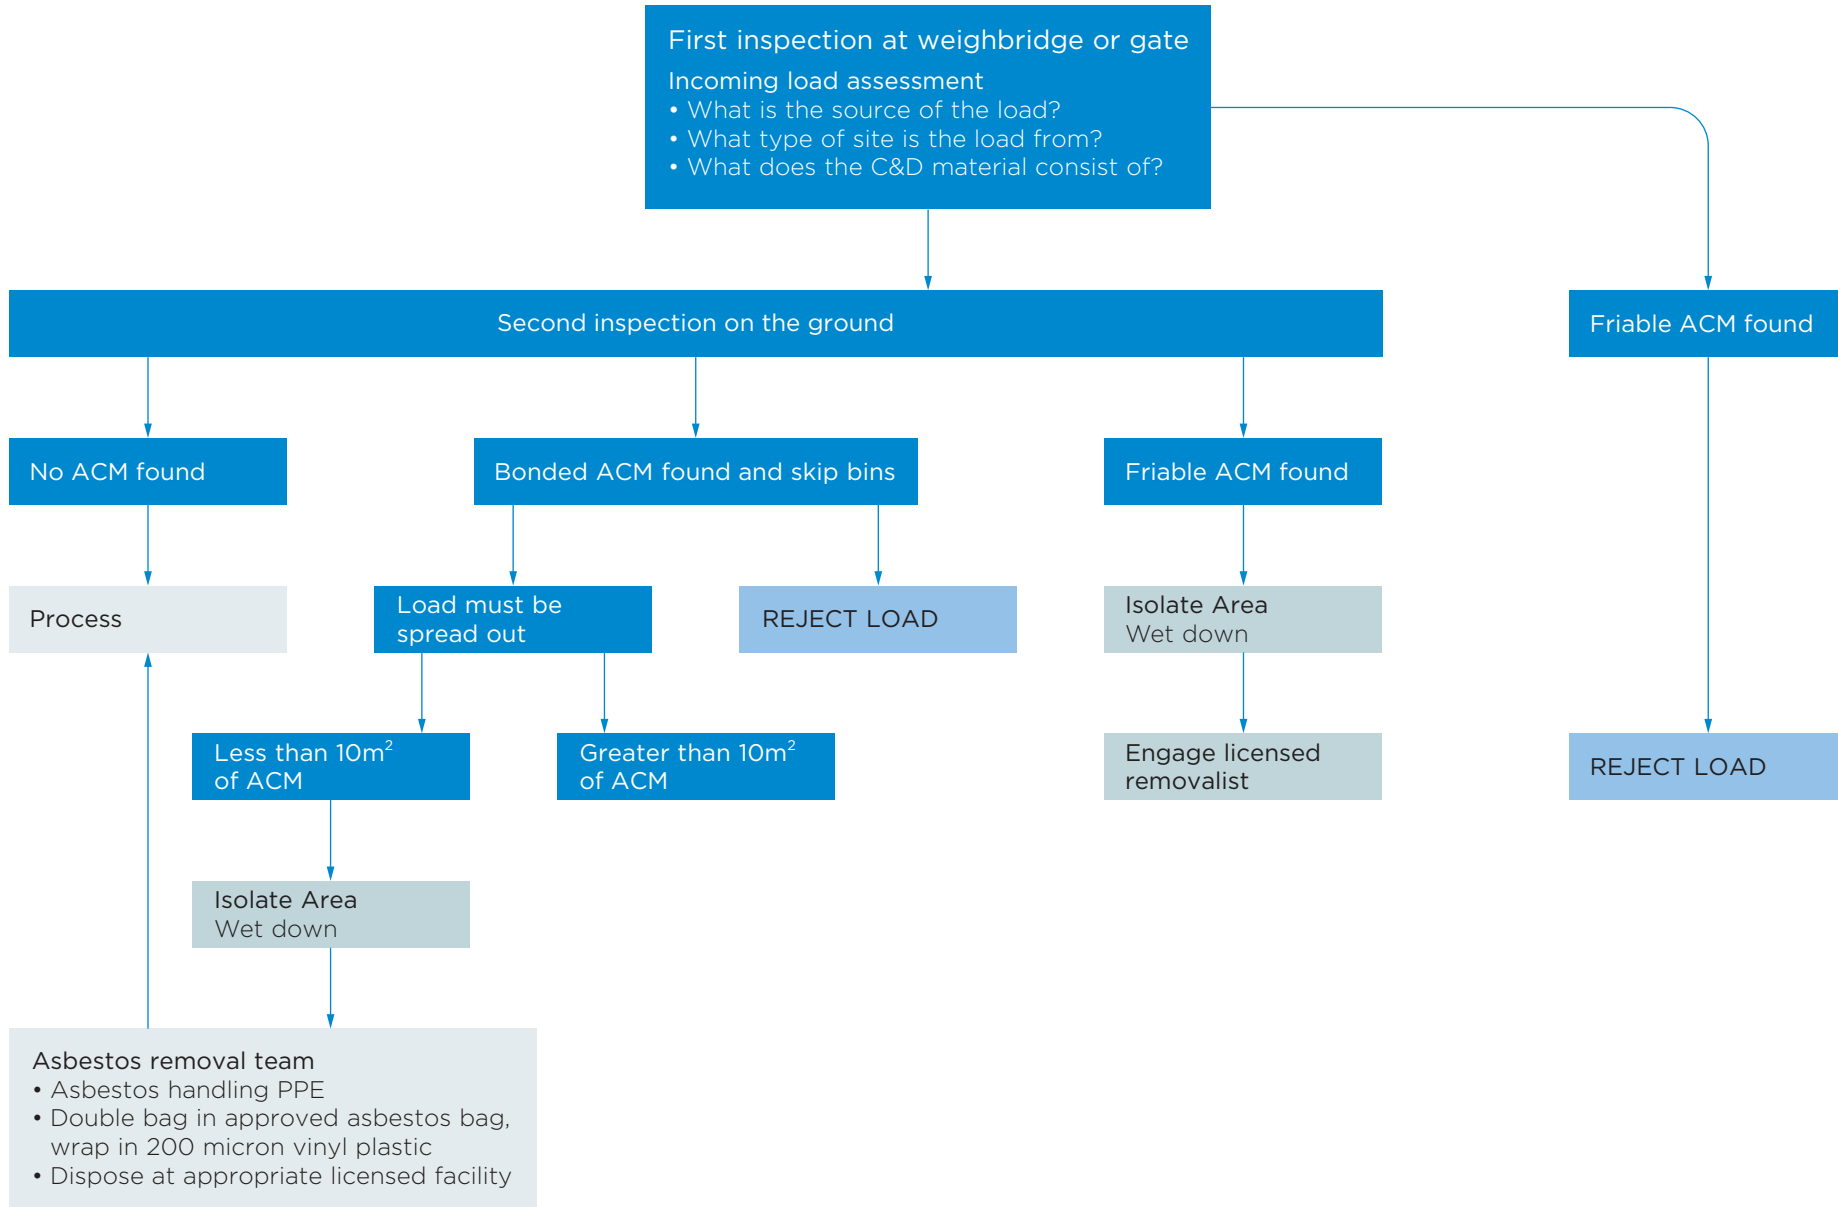 First inspection at weighbridge or gate
Incoming load assessment
• What is the source of the load?
• What type of site is the load from?
• What does the C&D material consist of?
Second inspection on the ground
Friable ACM found
No ACM found
Bonded ACM found and skip bins
Friable ACM found
Process
Load must be
spread out
REJECT LOAD
Isolate Area
Wet down
Less than 10m²
of ACM
Greater than 10m²
of ACM
Engage licensed
removalist
REJECT LOAD
Isolate Area
Wet down
Asbestos removal team
• Asbestos handling PPE
• Double bag in approved asbestos bag,
wrap in 200 micron vinyl plastic
• Dispose at appropriate licensed facility